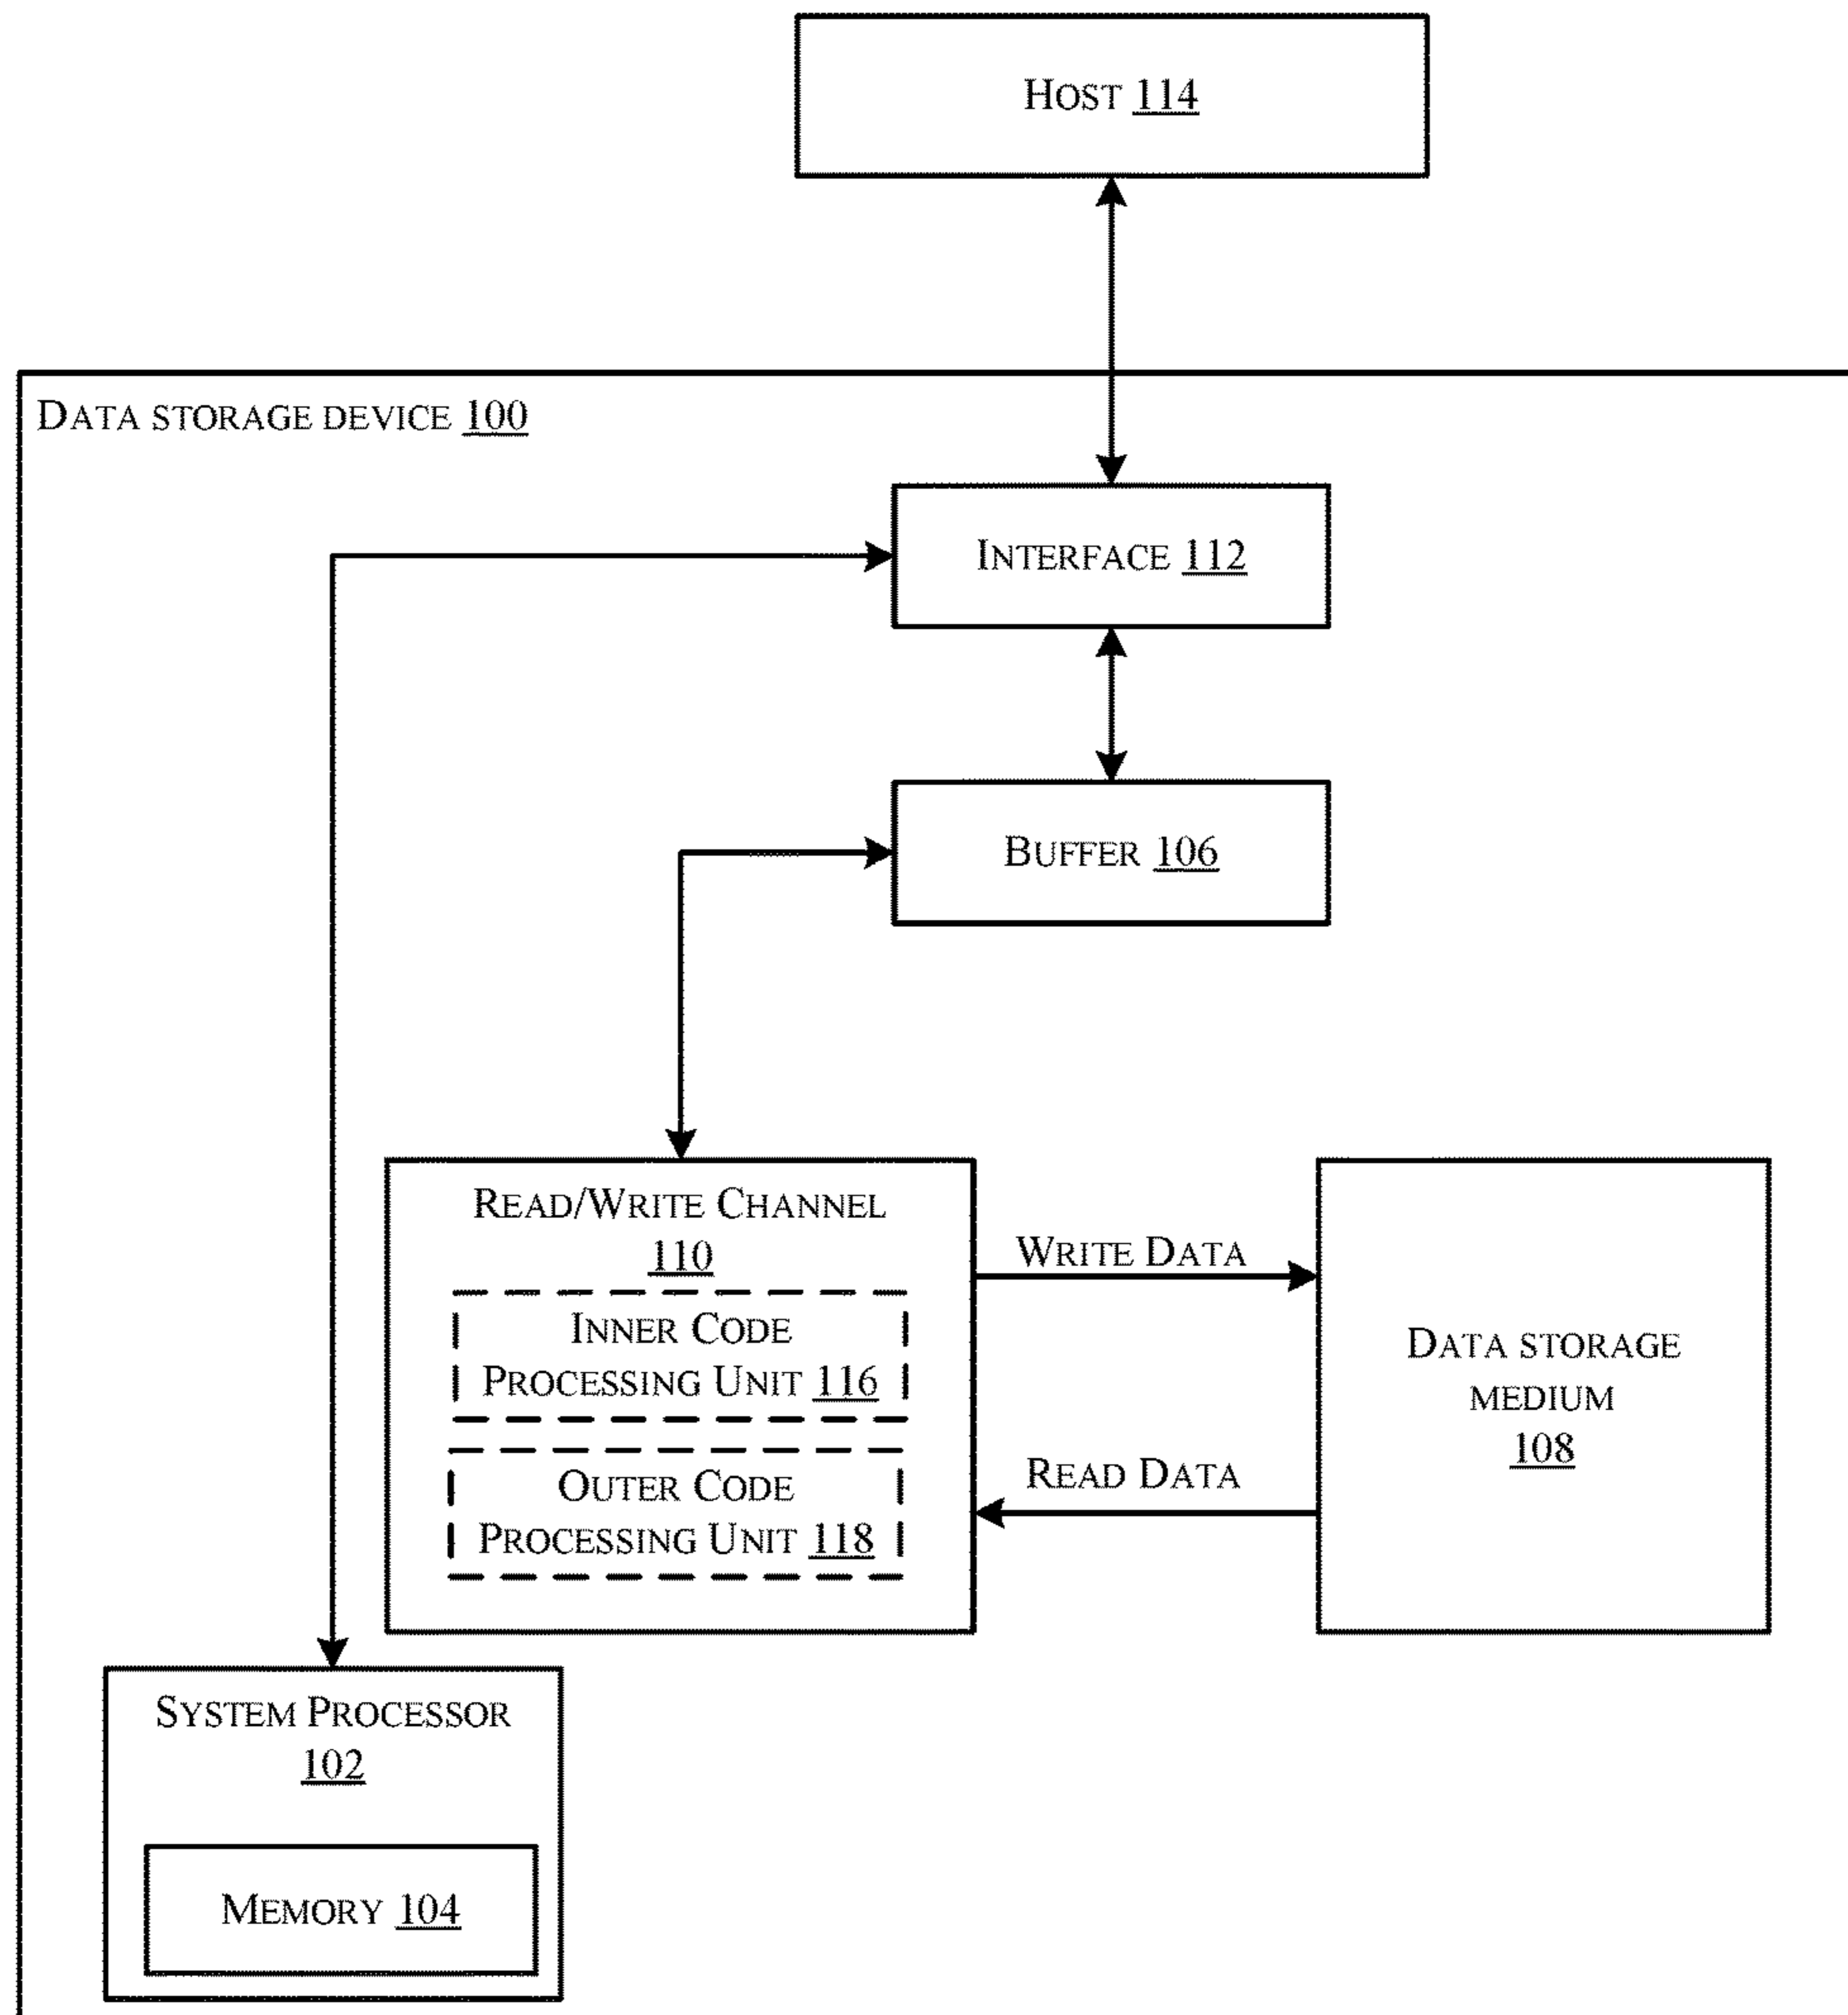 HOST 114
DATA STORAGE DEVICE 100
INTERFACE 112
BUFFER 106
READ/WRITE CHANNEL
110
INNER CODE
PROCESSING UNIT 116
OUTER CODE
PROCESSING UNIT 118
WRITE DATA
READ DATA
DATA STORAGE
MEDIUM
108
SYSTEM PROCESSOR
102
MEMORY 104